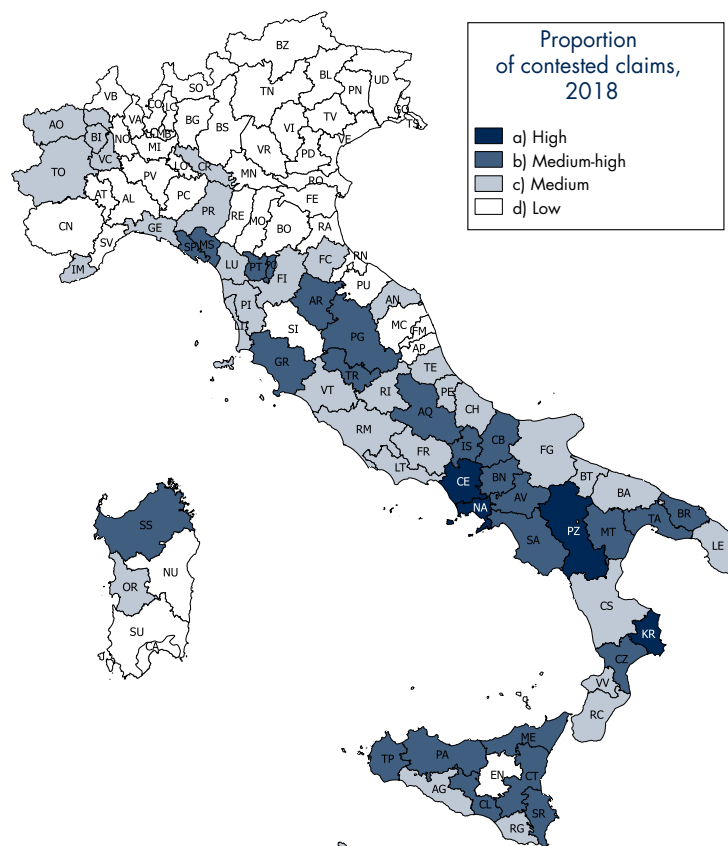 Proportion
of contested claims,
2018
a) High
b) Medium-high
c) Medium
d) Low
BZ
SO
TN
BL
UD
PN
VB
CO
LC
BG
BS
VI
TV
GO
TS
AO
BI
VA
NO
MB
MI
VR
PD
VE
TO
VC
LO
CR
MN
RO
PV
AT
AL
PC
PR
RE
MO
FE
CN
GE
BO
RA
SV
SP
MS
IM
LU
PT
PO
FI
FC
RN
PU
PI
LI
AR
AN
SI
MC
FM
PG
AP
GR
TR
TE
VT
RI
PE
AQ
CH
RM
FR
LT
IS
CB
FG
CE
BN
BT
BA
NA
AV
SA
PZ
MT
TA
BR
LE
SS
NU
OR
SU
CA
CS
KR
CZ
VV
RC
ME
TP
PA
EN
CT
AG
CL
SR
RG